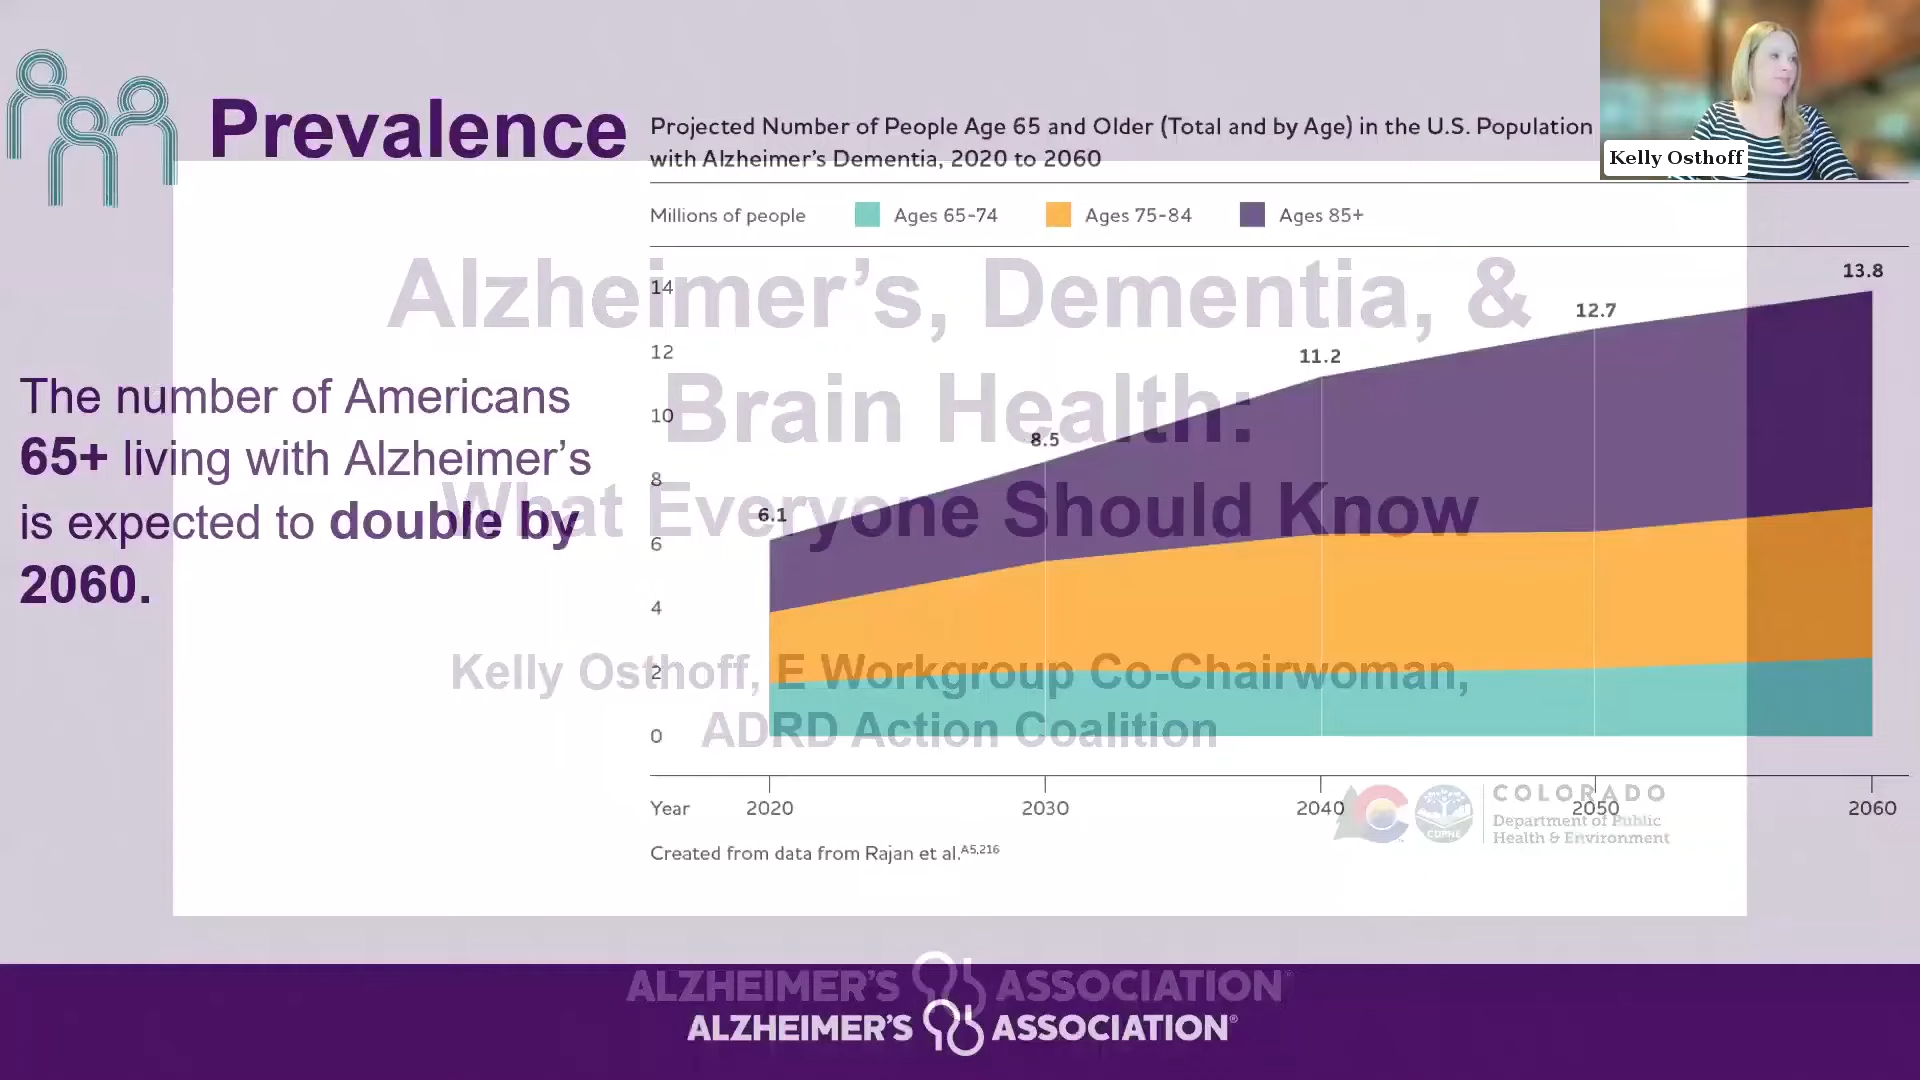 Prevalence
Projected Number of People Age 65 and Older (Total and by Age) in the U.S. Population
with Alzheimer's Dementia, 2020 to 2060
Kelly Osthoff
Millions of people
Ages 65-74
Ages 75-84
Ages 85+
The number of Americans
65+ living with Alzheimer's
is expected to double by
2060.
14
12
10
8
6
4
2
0
6.1
8.5
11.2
12.7
13.8
Year
2020
2030
2040
2050
2060
Created from data from Rajan et al.A5,216
Alzheimer's, Dementia, &
Brain Health:
What Everyone Should Know
Kelly Osthoff, E Workgroup Co-Chairwoman,
ADRD Action Coalition
CDPHE
COLORADO
Department of Public
Health & Environment
ALZHEIMER'S ASSOCIATION®
ALZHEIMER'S ASSOCIATION®